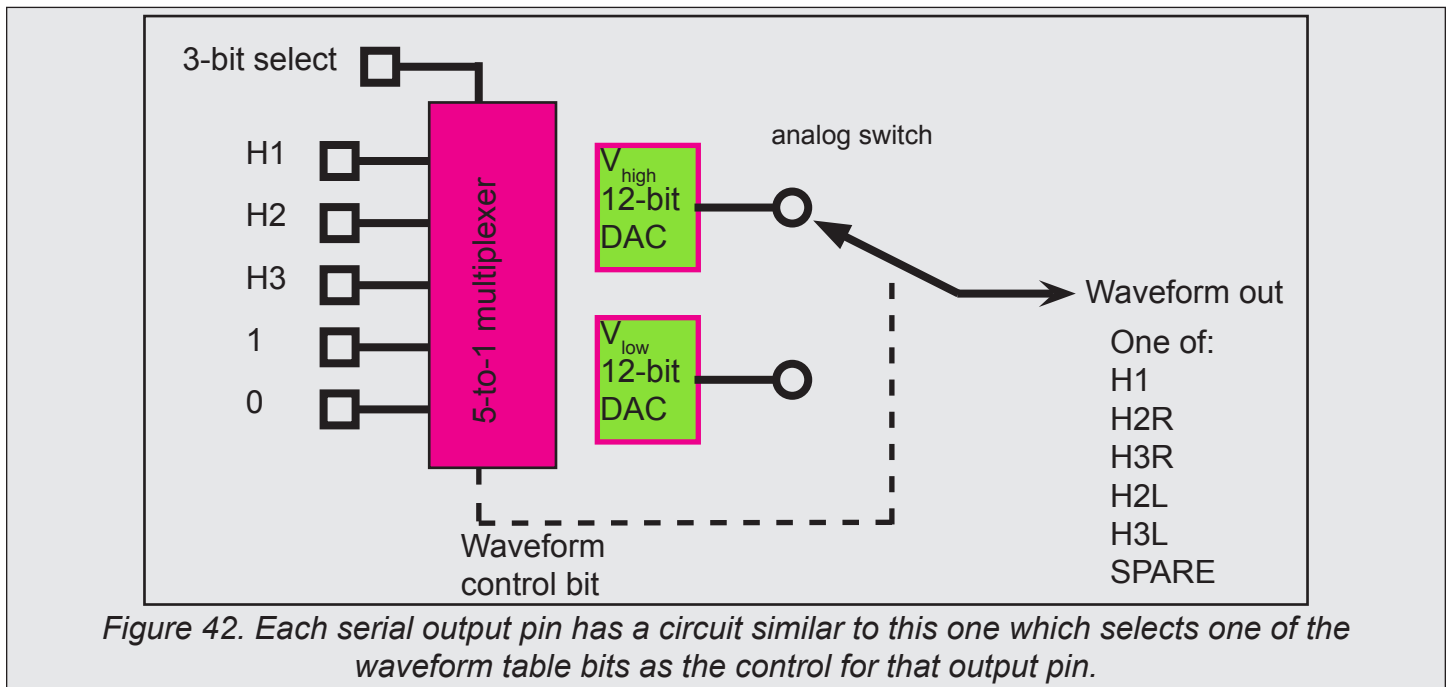 3-bit select
H1
H2
H3
1
0
5-to-1 multiplexer
V high
12-bit
DAC
V low
12-bit
DAC
analog switch
Waveform out
One of:
H1
H2R
H3R
H2L
H3L
SPARE
Waveform
control bit
Figure 42. Each serial output pin has a circuit similar to this one which selects one of the
waveform table bits as the control for that output pin.